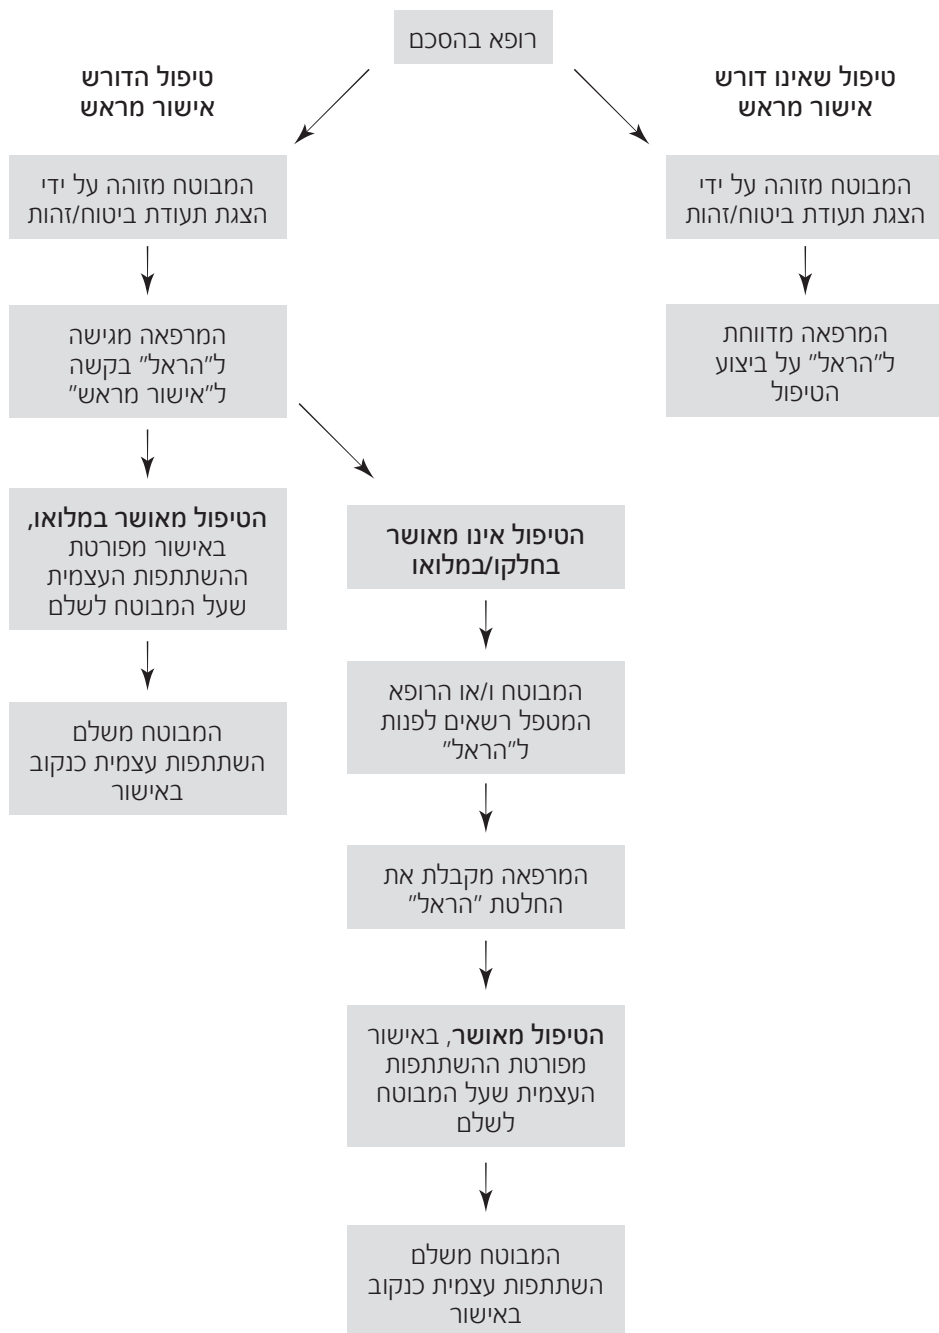 רופא בהסכם
טיפול שאינו דורש
אישור מראש
המבוטח מזוהה על ידי
הצגת תעודת ביטוח/זהות
המרפאה מדווחת
ל"הראל" על ביצוע
הטיפול
טיפול הדורש
אישור מראש
המבוטח מזוהה על ידי
הצגת תעודת ביטוח/זהות
המרפאה מגישה
ל"הראל" בקשה
ל"אישור מראש"
הטיפול מאושר במלואו,
באישור מפורטת
ההשתתפות העצמית
שעל המבוטח לשלם
המבוטח משלם
השתתפות עצמית כנקוב
באישור
הטיפול אינו מאושר
בחלקו/במלואו
המבוטח ו/או הרופא
המטפל רשאים לפנות
ל"הראל"
המרפאה מקבלת את
החלטת "הראל"
הטיפול מאושר, באישור
מפורטת ההשתתפות
העצמית שעל המבוטח
לשלם
המבוטח משלם
השתתפות עצמית כנקוב
באישור